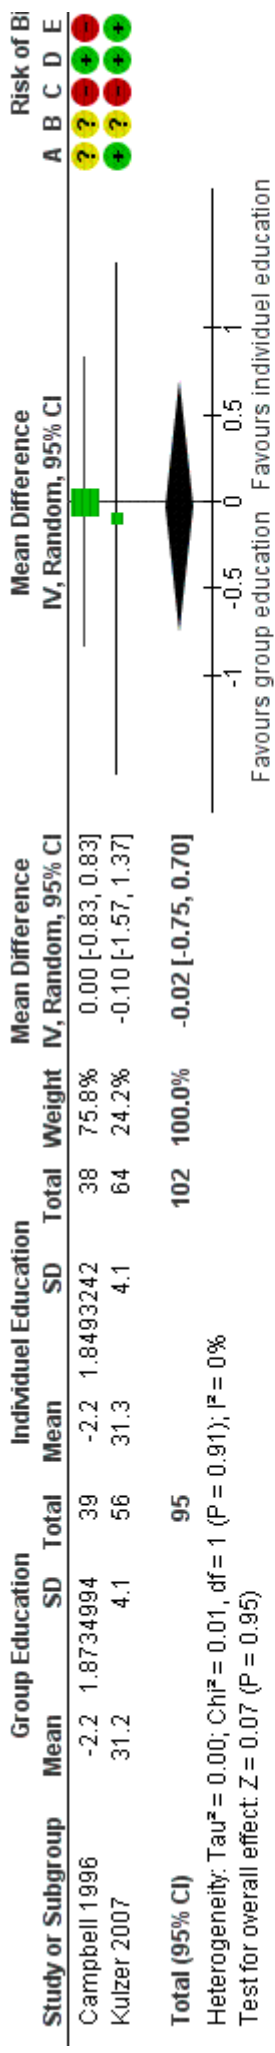 Group Education Individuel Education Mean Difference Mean Difference Risk of Bi
Study or Subgroup Mean SD Total Mean SD Total Weight IV, Random, 95% CI IV, Random, 95% CI A B C D E
Campbell 1996 -2.2 1.8734994 39 -2.2 1.8493242 38 75.8% 0.00 [-0.83, 0.83] ? ? - + -
Kulzer 2007 31.2 4.1 56 31.3 4.1 64 24.2% -0.10 [-1.57, 1.37] + ? - + +
Total (95% CI) 95 102 100.0% -0.02 [-0.75, 0.70]
Heterogeneity: Tau² = 0.00; Chi² = 0.01, df = 1 (P = 0.91); I² = 0%
Test for overall effect: Z = 0.07 (P = 0.95)
-1 -0.5 0 0.5 1
Favours group education Favours individuel education